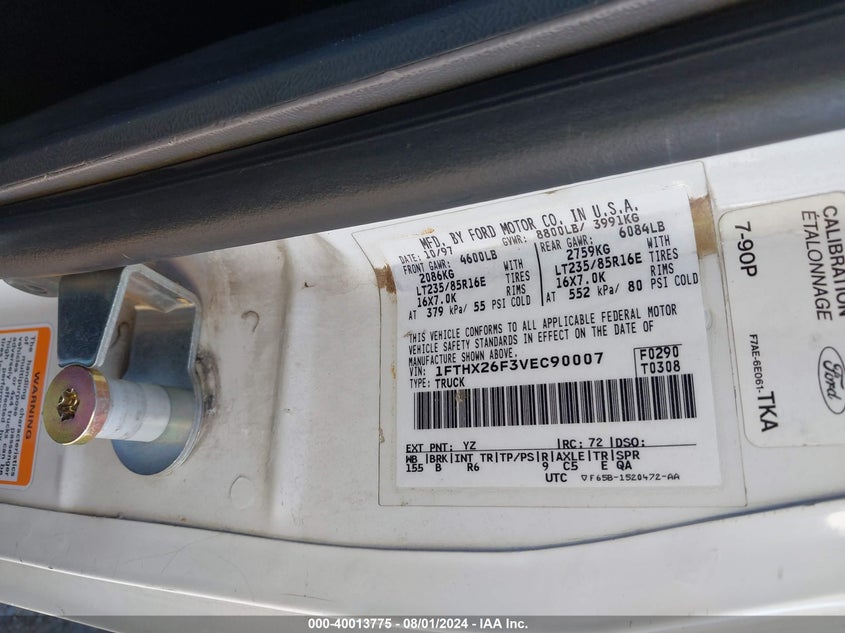 MFD. BY FORD MOTOR CO. IN U.S.A.
DATE: 10/97 GVWR: 8800LB/ 3991KG
FRONT GAWR: 4600LB REAR GAWR: 6084LB
2086KG WITH 2759KG WITH
LT235/85R16E TIRES LT235/85R16E TIRES
16X7.0K RIMS 16X7.0K RIMS
AT 379 kPa/ 55 PSI COLD AT 552 kPa/ 80 PSI COLD
THIS VEHICLE CONFORMS TO ALL APPLICABLE FEDERAL MOTOR
VEHICLE SAFETY STANDARDS IN EFFECT ON THE DATE OF
MANUFACTURE SHOWN ABOVE.
VIN: 1FTHX26F3VEC90007 F0290
TYPE: TRUCK T0308
EXT PNT: YZ RC: 72 DSO:
WB BRK INT TR TP/PS R AXLE TR SPR
155 B R6 9 C5 E QA
UTC ▽F65B-1520472-AA
CALIBRATION
ÉTALONNAGE
7-90P
F7AE-6E061-TKA
Ford
WARNING
The handling characteristics
000-40013775 - 08/01/2024 - IAA Inc.